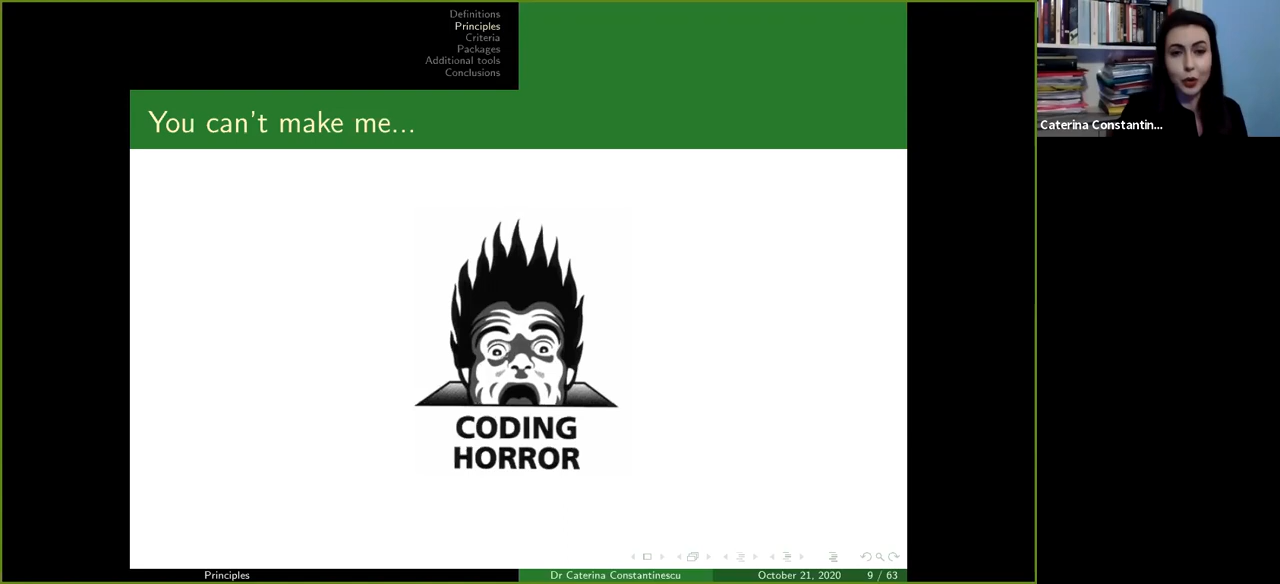 Definitions
Principles
Criteria
Packages
Additional tools
Conclusions
You can't make me...
CODING
HORROR
Principles
Dr Caterina Constantinescu
October 21, 2020
9 / 63
Caterina Constantin...